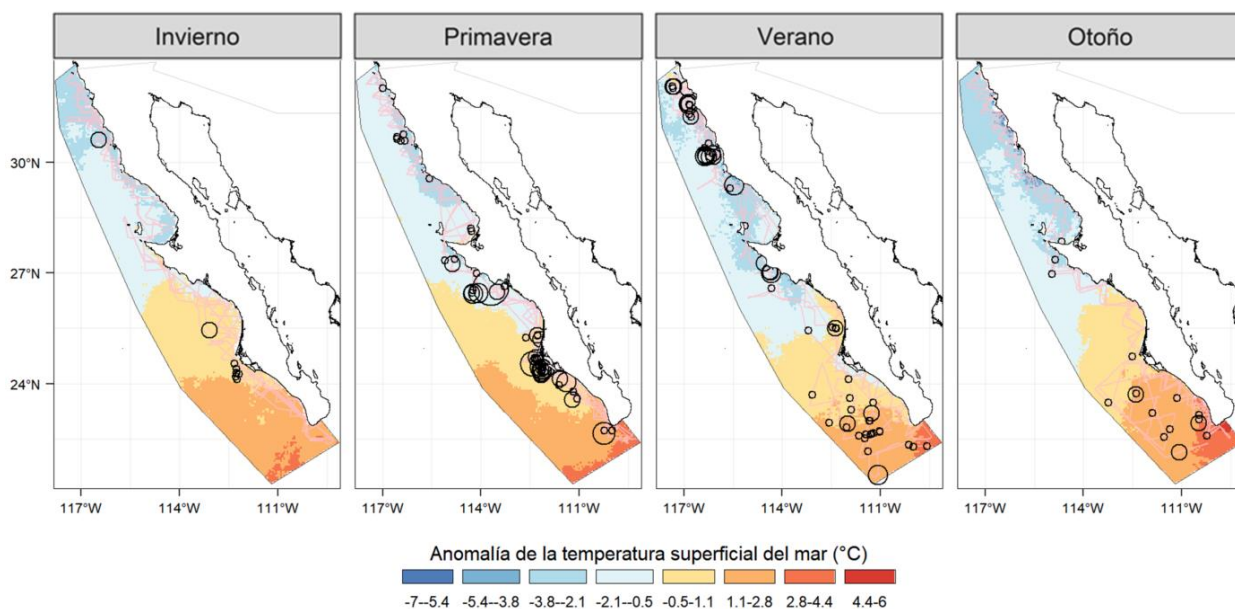 Invierno Primavera Verano Otoño
30°N
27°N
24°N
117°W 114°W 111°W 117°W 114°W 111°W 117°W 114°W 111°W 117°W 114°W 111°W
Anomalía de la temperatura superficial del mar (°C)
-7--5.4 -5.4--3.8 -3.8--2.1 -2.1--0.5 -0.5-1.1 1.1-2.8 2.8-4.4 4.4-6